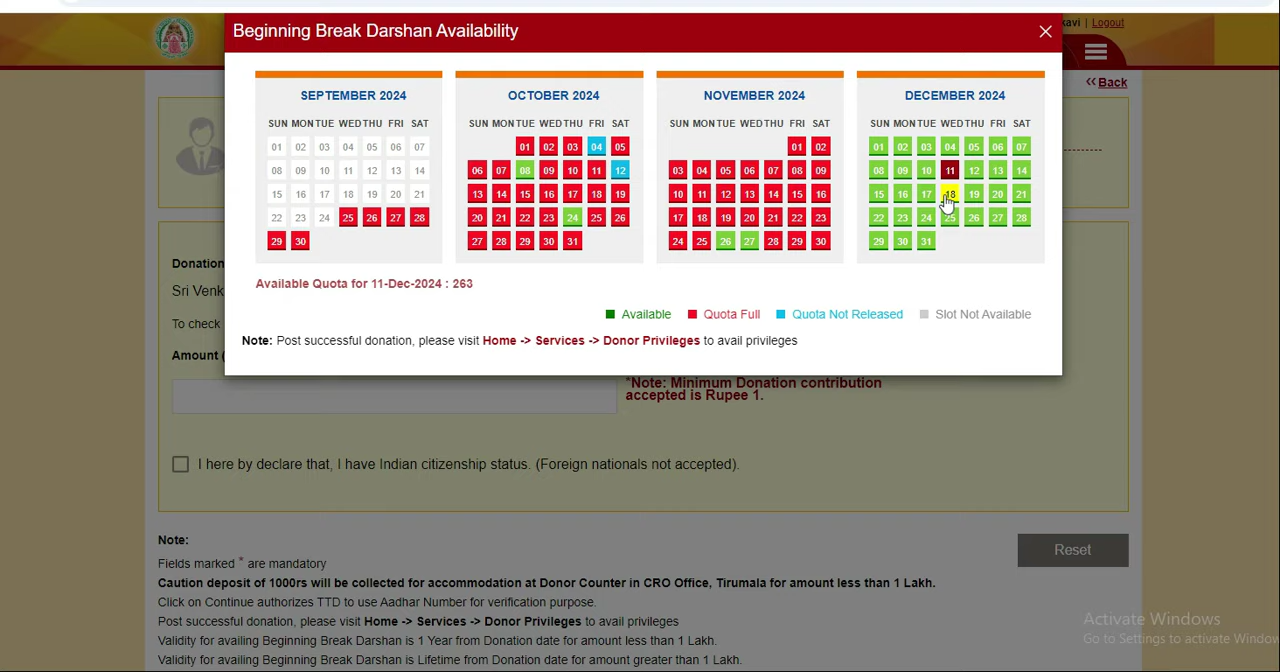 Beginning Break Darshan Availability
kavi | Logout
<< Back
SEPTEMBER 2024
SUN MON TUE WED THU FRI SAT
01 02 03 04 05 06 07
08 09 10 11 12 13 14
15 16 17 18 19 20 21
22 23 24 25 26 27 28
29 30
OCTOBER 2024
SUN MON TUE WED THU FRI SAT
01 02 03 04 05
06 07 08 09 10 11 12
13 14 15 16 17 18 19
20 21 22 23 24 25 26
27 28 29 30 31
NOVEMBER 2024
SUN MON TUE WED THU FRI SAT
01 02
03 04 05 06 07 08 09
10 11 12 13 14 15 16
17 18 19 20 21 22 23
24 25 26 27 28 29 30
DECEMBER 2024
SUN MON TUE WED THU FRI SAT
01 02 03 04 05 06 07
08 09 10 11 12 13 14
15 16 17 18 19 20 21
22 23 24 25 26 27 28
29 30 31
Available Quota for 11-Dec-2024 : 263
Available Quota Full Quota Not Released Slot Not Available
Note: Post successful donation, please visit Home -> Services -> Donor Privileges to avail privileges
Donation
Sri Venk
To check
Amount (
*Note: Minimum Donation contribution
accepted is Rupee 1.
I here by declare that, I have Indian citizenship status. (Foreign nationals not accepted).
Note:
Reset
Fields marked * are mandatory
Caution deposit of 1000rs will be collected for accommodation at Donor Counter in CRO Office, Tirumala for amount less than 1 Lakh.
Click on Continue authorizes TTD to use Aadhar Number for verification purpose.
Post successful donation, please visit Home -> Services -> Donor Privileges to avail privileges
Validity for availing Beginning Break Darshan is 1 Year from Donation date for amount less than 1 Lakh.
Validity for availing Beginning Break Darshan is Lifetime from Donation date for amount greater than 1 Lakh.
Activate Windows
Go to Settings to activate Window